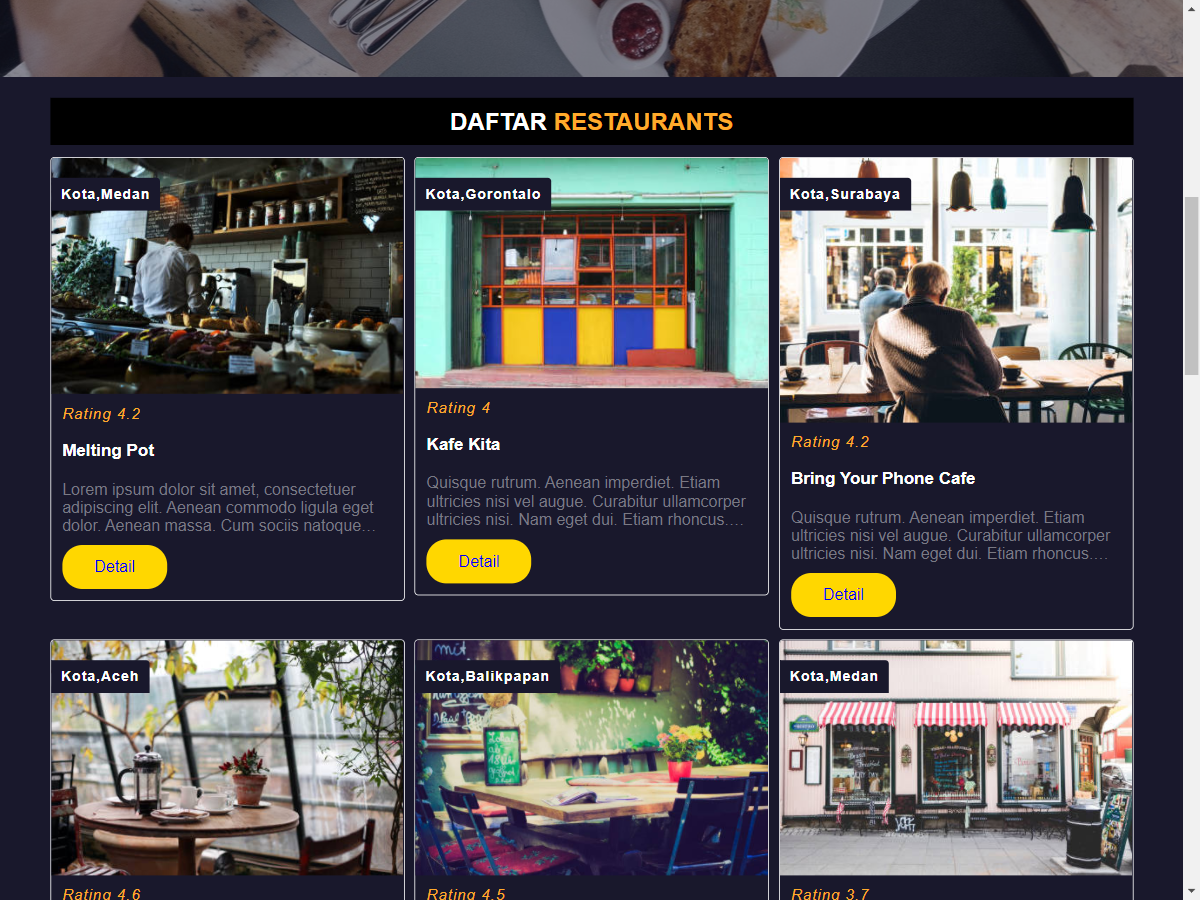 DAFTAR RESTAURANTS
Kota,Medan
Rating 4.2
Melting Pot
Lorem ipsum dolor sit amet, consectetuer
adipiscing elit. Aenean commodo ligula eget
dolor. Aenean massa. Cum sociis natoque...
Detail
Kota,Gorontalo
Rating 4
Kafe Kita
Quisque rutrum. Aenean imperdiet. Etiam
ultricies nisi vel augue. Curabitur ullamcorper
ultricies nisi. Nam eget dui. Etiam rhoncus....
Detail
Kota,Surabaya
Rating 4.2
Bring Your Phone Cafe
Quisque rutrum. Aenean imperdiet. Etiam
ultricies nisi vel augue. Curabitur ullamcorper
ultricies nisi. Nam eget dui. Etiam rhoncus....
Detail
Kota,Aceh
Rating 4.6
Kota,Balikpapan
mit
Rating 4.5
Kota,Medan
Rating 3.7